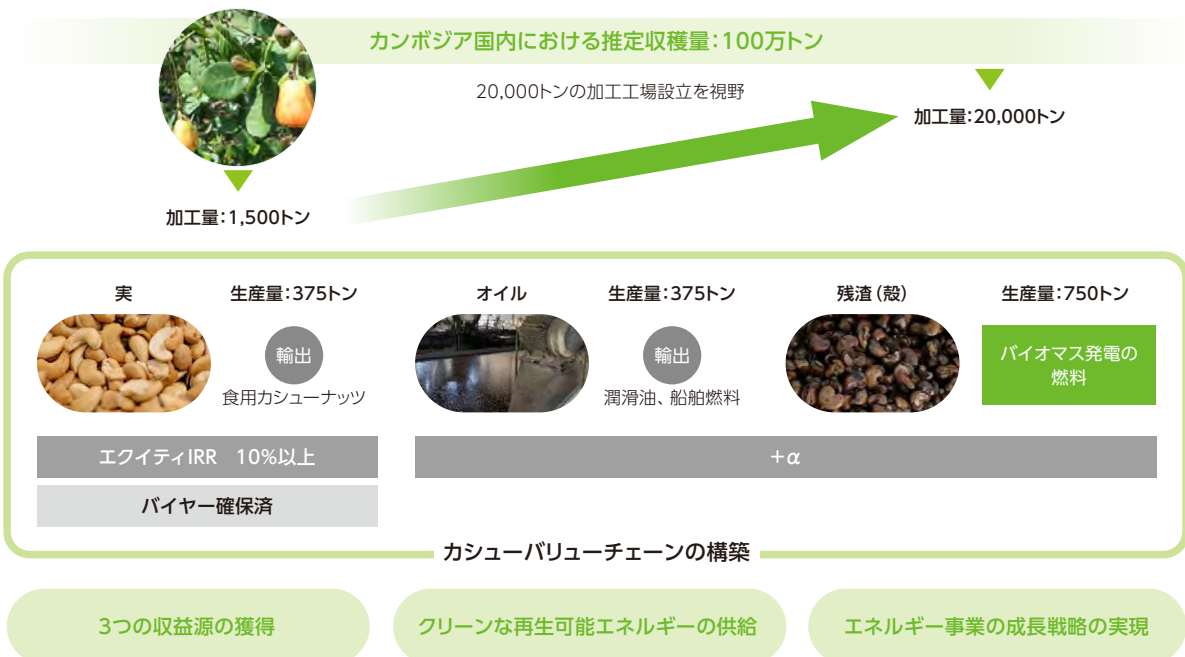 カンボジア国内における推定収穫量：100万トン
20,000トンの加工工場設立を視野
加工量：20,000トン
加工量：1,500トン
実
生産量：375トン
輸出
食用カシューナッツ
オイル
生産量：375トン
輸出
潤滑油、船舶燃料
残渣（殻）
生産量：750トン
バイオマス発電の
燃料
エクイティIRR　10%以上
＋α
バイヤー確保済
カシューバリューチェーンの構築
3つの収益源の獲得
クリーンな再生可能エネルギーの供給
エネルギー事業の成長戦略の実現